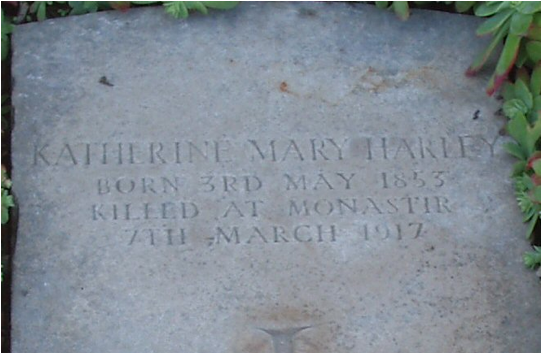 KATHERINE MARY HARLEY
BORN 3RD MAY 1853
KILLED AT MONASTIR
7TH MARCH 1917